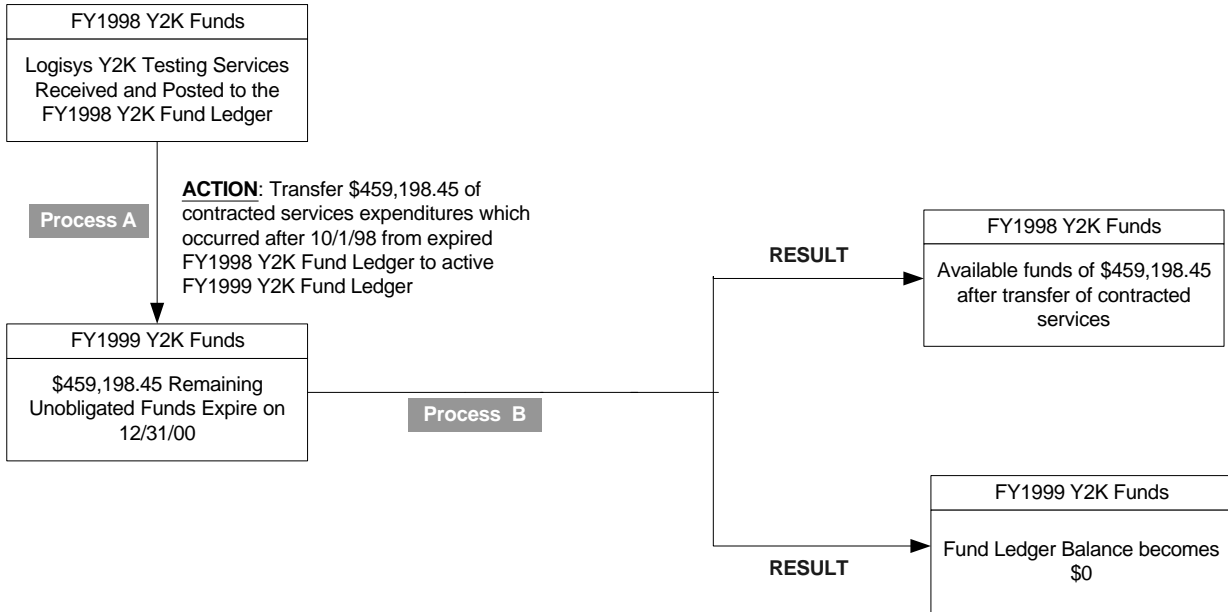 FY1998 Y2K Funds
Logisys Y2K Testing Services
Received and Posted to the
FY1998 Y2K Fund Ledger
Process A
ACTION: Transfer $459,198.45 of
contracted services expenditures which
occurred after 10/1/98 from expired
FY1998 Y2K Fund Ledger to active
FY1999 Y2K Fund Ledger
FY1999 Y2K Funds
$459,198.45 Remaining
Unobligated Funds Expire on
12/31/00
Process B
RESULT
FY1998 Y2K Funds
Available funds of $459,198.45
after transfer of contracted
services
RESULT
FY1999 Y2K Funds
Fund Ledger Balance becomes
$0